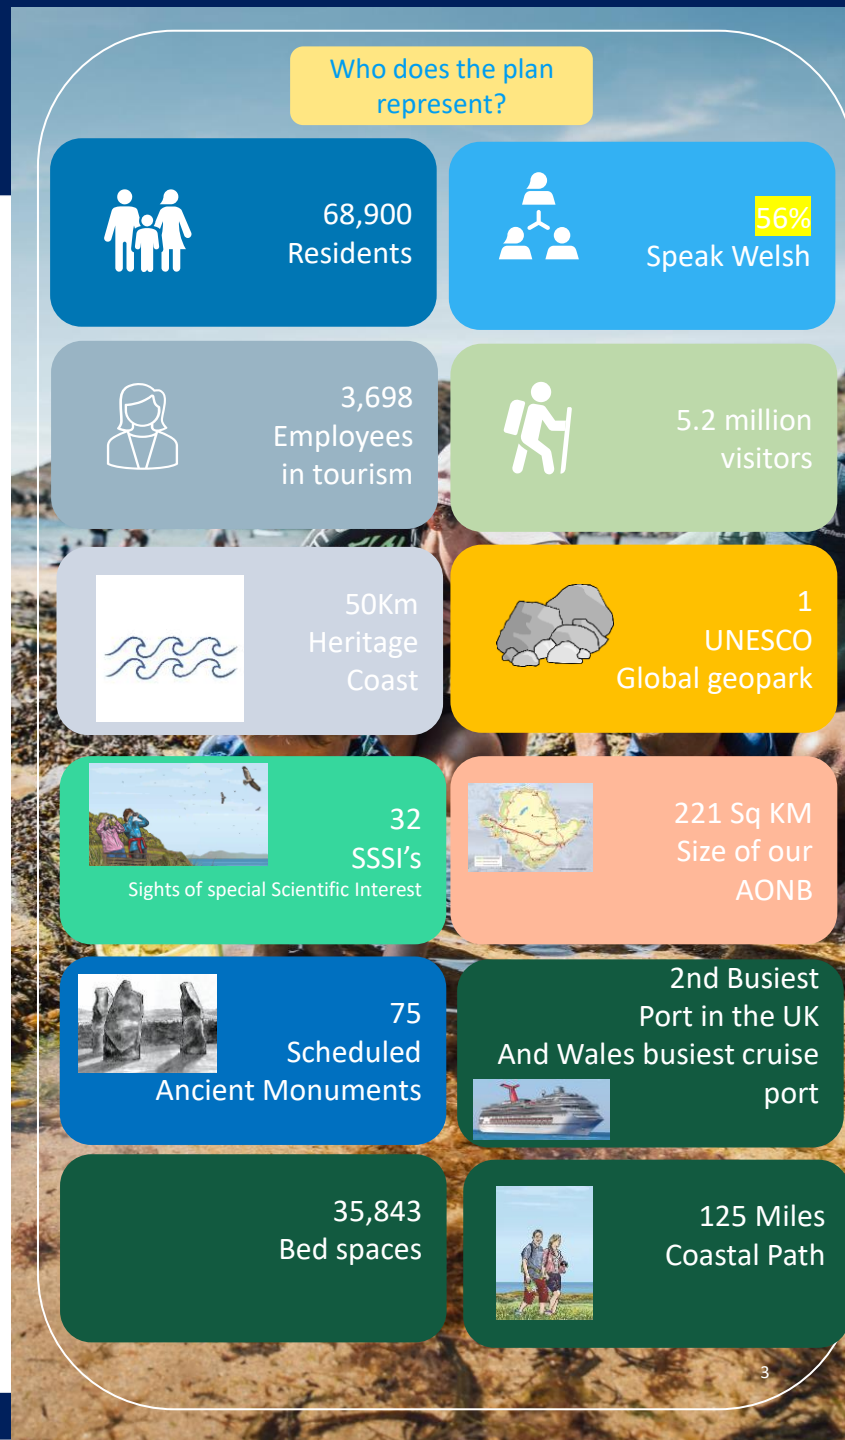 Who does the plan
represent?
68,900
Residents
56%
Speak Welsh
3,698
Employees
in tourism
5.2 million
visitors
50Km
Heritage
Coast
1
UNESCO
Global geopark
32
SSSI's
Sights of special Scientific Interest
221 Sq KM
Size of our
AONB
75
Scheduled
Ancient Monuments
2nd Busiest
Port in the UK
And Wales busiest cruise
port
35,843
Bed spaces
125 Miles
Coastal Path
3